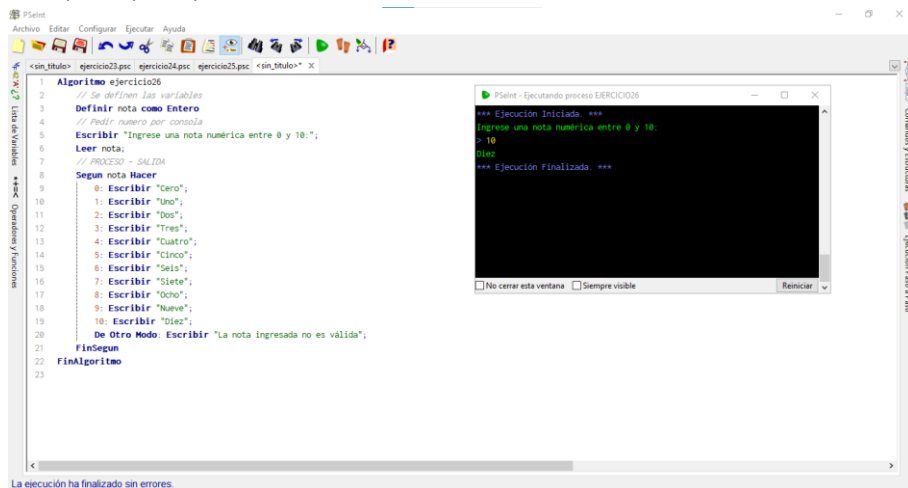 PSeInt
Archivo Editar Configurar Ejecutar Ayuda
<sin_titulo> ejercicio23.psc ejercicio24.psc ejercicio25.psc <sin_titulo>* X
Lista de Variables
Operadores y Funciones
1 Algoritmo ejercicio26
2 // Se definen las variables
3 Definir nota como Entero
4 // Pedir numero por consola
5 Escribir "Ingrese una nota numérica entre 0 y 10:";
6 Leer nota;
7 // PROCESO - SALIDA
8 Segun nota Hacer
9 0: Escribir "Cero";
10 1: Escribir "Uno";
11 2: Escribir "Dos";
12 3: Escribir "Tres";
13 4: Escribir "Cuatro";
14 5: Escribir "Cinco";
15 6: Escribir "Seis";
16 7: Escribir "Siete";
17 8: Escribir "Ocho";
18 9: Escribir "Nueve";
19 10: Escribir "Diez";
20 De Otro Modo: Escribir "La nota ingresada no es válida";
21 FinSegun
22 FinAlgoritmo
23
PSeInt - Ejecutando proceso EJERCICIO26
*** Ejecución Iniciada. ***
Ingrese una nota numérica entre 0 y 10:
> 10
Diez
*** Ejecución Finalizada. ***
No cerrar esta ventana Siempre visible Reiniciar
La ejecución ha finalizado sin errores.